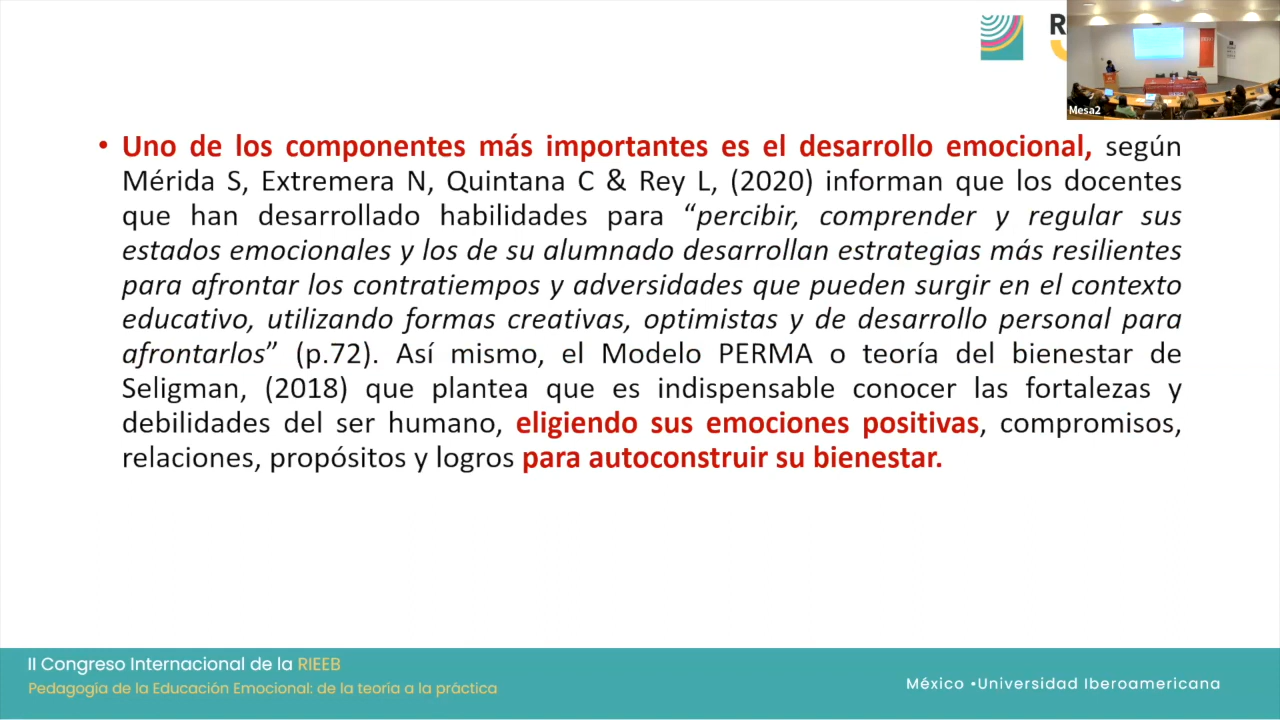 R
Mesa2
• Uno de los componentes más importantes es el desarrollo emocional, según
Mérida S, Extremera N, Quintana C & Rey L, (2020) informan que los docentes
que han desarrollado habilidades para “percibir, comprender y regular sus
estados emocionales y los de su alumnado desarrollan estrategias más resilientes
para afrontar los contratiempos y adversidades que pueden surgir en el contexto
educativo, utilizando formas creativas, optimistas y de desarrollo personal para
afrontarlos” (p.72). Así mismo, el Modelo PERMA o teoría del bienestar de
Seligman, (2018) que plantea que es indispensable conocer las fortalezas y
debilidades del ser humano, eligiendo sus emociones positivas, compromisos,
relaciones, propósitos y logros para autoconstruir su bienestar.
II Congreso Internacional de la RIEEB
Pedagogía de la Educación Emocional: de la teoría a la práctica
México •Universidad Iberoamericana